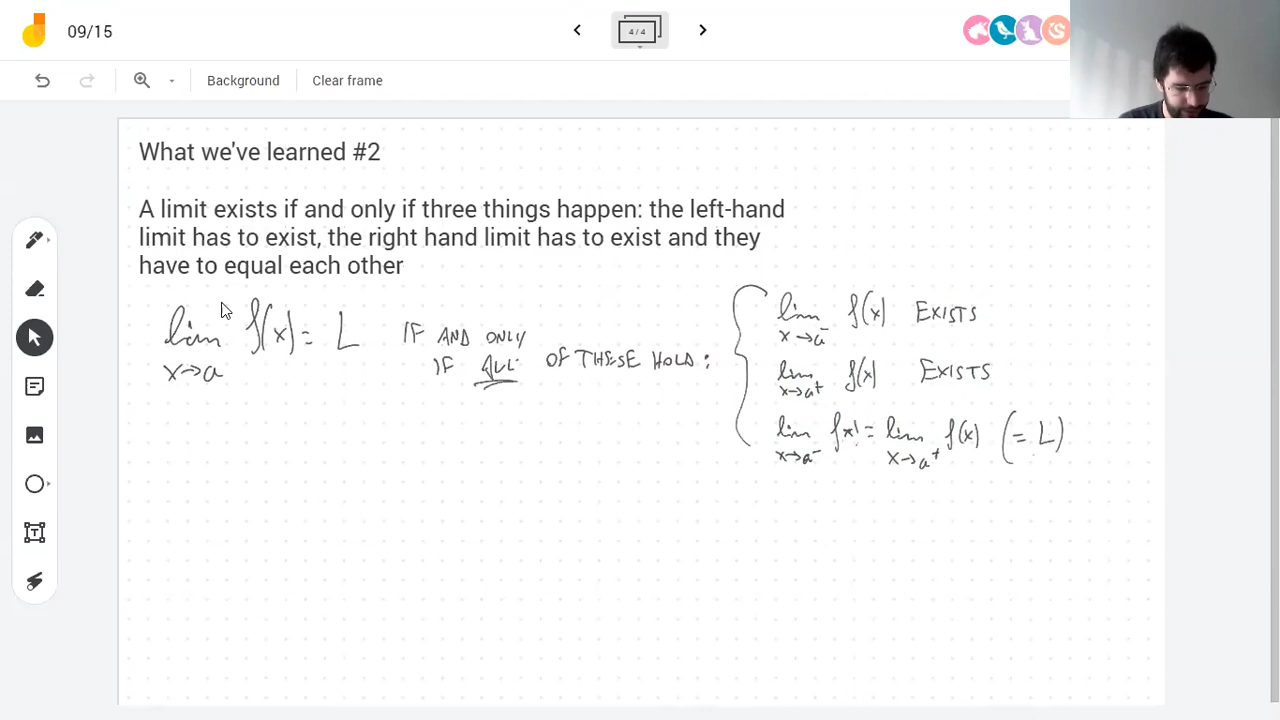 09/15
4 / 4
Background
Clear frame
What we've learned #2
A limit exists if and only if three things happen: the left-hand
limit has to exist, the right hand limit has to exist and they
have to equal each other
lim f(x) = L
x→a
IF AND ONLY
IF ALL OF THESE HOLD:
lim f(x) EXISTS
x→a⁻
lim f(x) EXISTS
x→a⁺
lim f(x) = lim f(x) (= L)
x→a⁻ x→a⁺